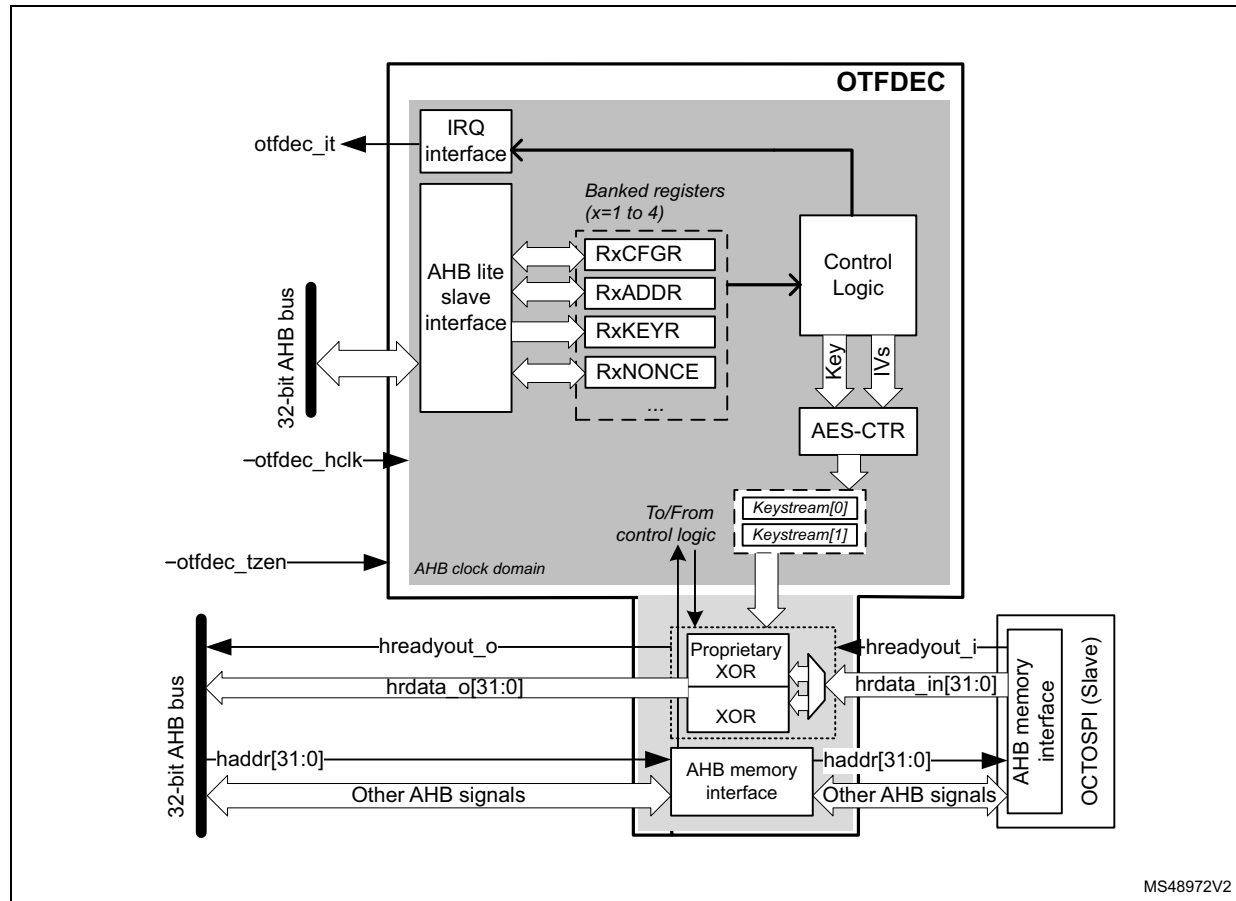 OTFDEC
IRQ
interface
otfdec_it
Banked registers
(x=1 to 4)
AHB lite
slave
interface
RxCFGR
RxADDR
RxKEYR
RxNONCE
...
Control
Logic
Key
IVs
AES-CTR
32-bit AHB bus
otfdec_hclk
Keystream[0]
Keystream[1]
To/From
control logic
otfdec_tzen
AHB clock domain
hreadyout_o
Proprietary
XOR
hreadyout_i
hrdata_o[31:0]
hrdata_in[31:0]
XOR
32-bit AHB bus
haddr[31:0]
AHB memory
interface
haddr[31:0]
Other AHB signals
Other AHB signals
AHB memory
interface
OCTOSPI (Slave)
MS48972V2